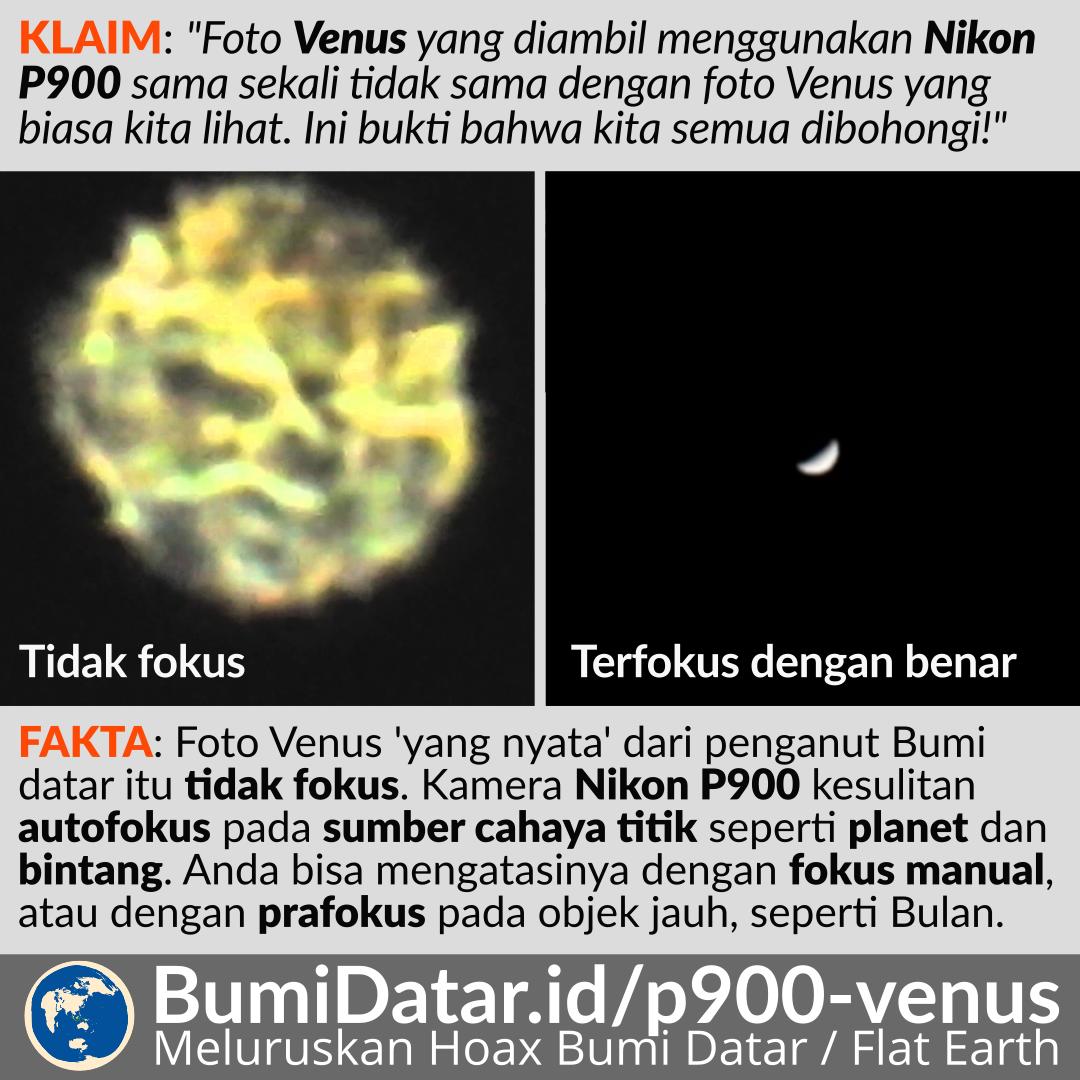 KLAIM: "Foto Venus yang diambil menggunakan Nikon
P900 sama sekali tidak sama dengan foto Venus yang
biasa kita lihat. Ini bukti bahwa kita semua dibohongi!"
Tidak fokus
Terfokus dengan benar
FAKTA: Foto Venus 'yang nyata' dari penganut Bumi
datar itu tidak fokus. Kamera Nikon P900 kesulitan
autofokus pada sumber cahaya titik seperti planet dan
bintang. Anda bisa mengatasinya dengan fokus manual,
atau dengan prafokus pada objek jauh, seperti Bulan.
BumiDatar.id/p900-venus
Meluruskan Hoax Bumi Datar / Flat Earth